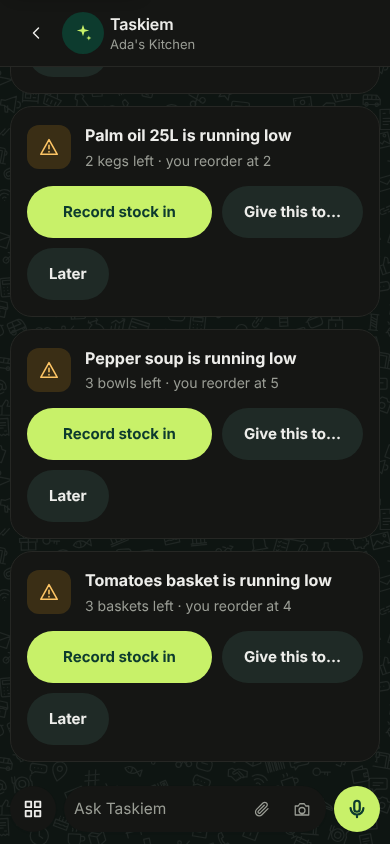 Taskiem
Ada's Kitchen
Palm oil 25L is running low
2 kegs left · you reorder at 2
Record stock in
Give this to…
Later
Pepper soup is running low
3 bowls left · you reorder at 5
Record stock in
Give this to…
Later
Tomatoes basket is running low
3 baskets left · you reorder at 4
Record stock in
Give this to…
Later
Ask Taskiem